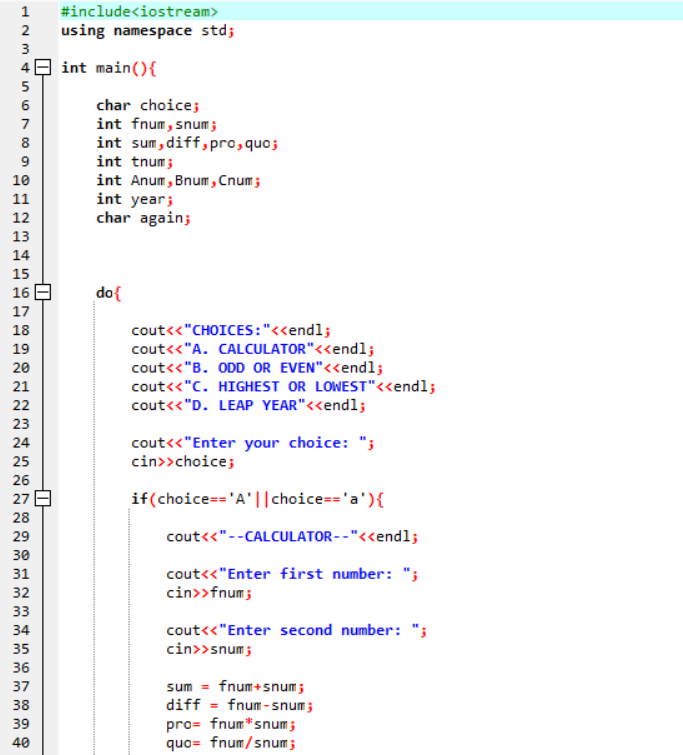 1 #include<iostream>
2 using namespace std;
3
4 int main(){
5
6 char choice;
7 int fnum,snum;
8 int sum,diff,pro,quo;
9 int tnum;
10 int Anum,Bnum,Cnum;
11 int year;
12 char again;
13
14
15
16 do{
17
18 cout<<"CHOICES:"<<endl;
19 cout<<"A. CALCULATOR"<<endl;
20 cout<<"B. ODD OR EVEN"<<endl;
21 cout<<"C. HIGHEST OR LOWEST"<<endl;
22 cout<<"D. LEAP YEAR"<<endl;
23
24 cout<<"Enter your choice: ";
25 cin>>choice;
26
27 if(choice=='A'||choice=='a'){
28
29 cout<<"--CALCULATOR--"<<endl;
30
31 cout<<"Enter first number: ";
32 cin>>fnum;
33
34 cout<<"Enter second number: ";
35 cin>>snum;
36
37 sum = fnum+snum;
38 diff = fnum-snum;
39 pro= fnum*snum;
40 quo= fnum/snum;